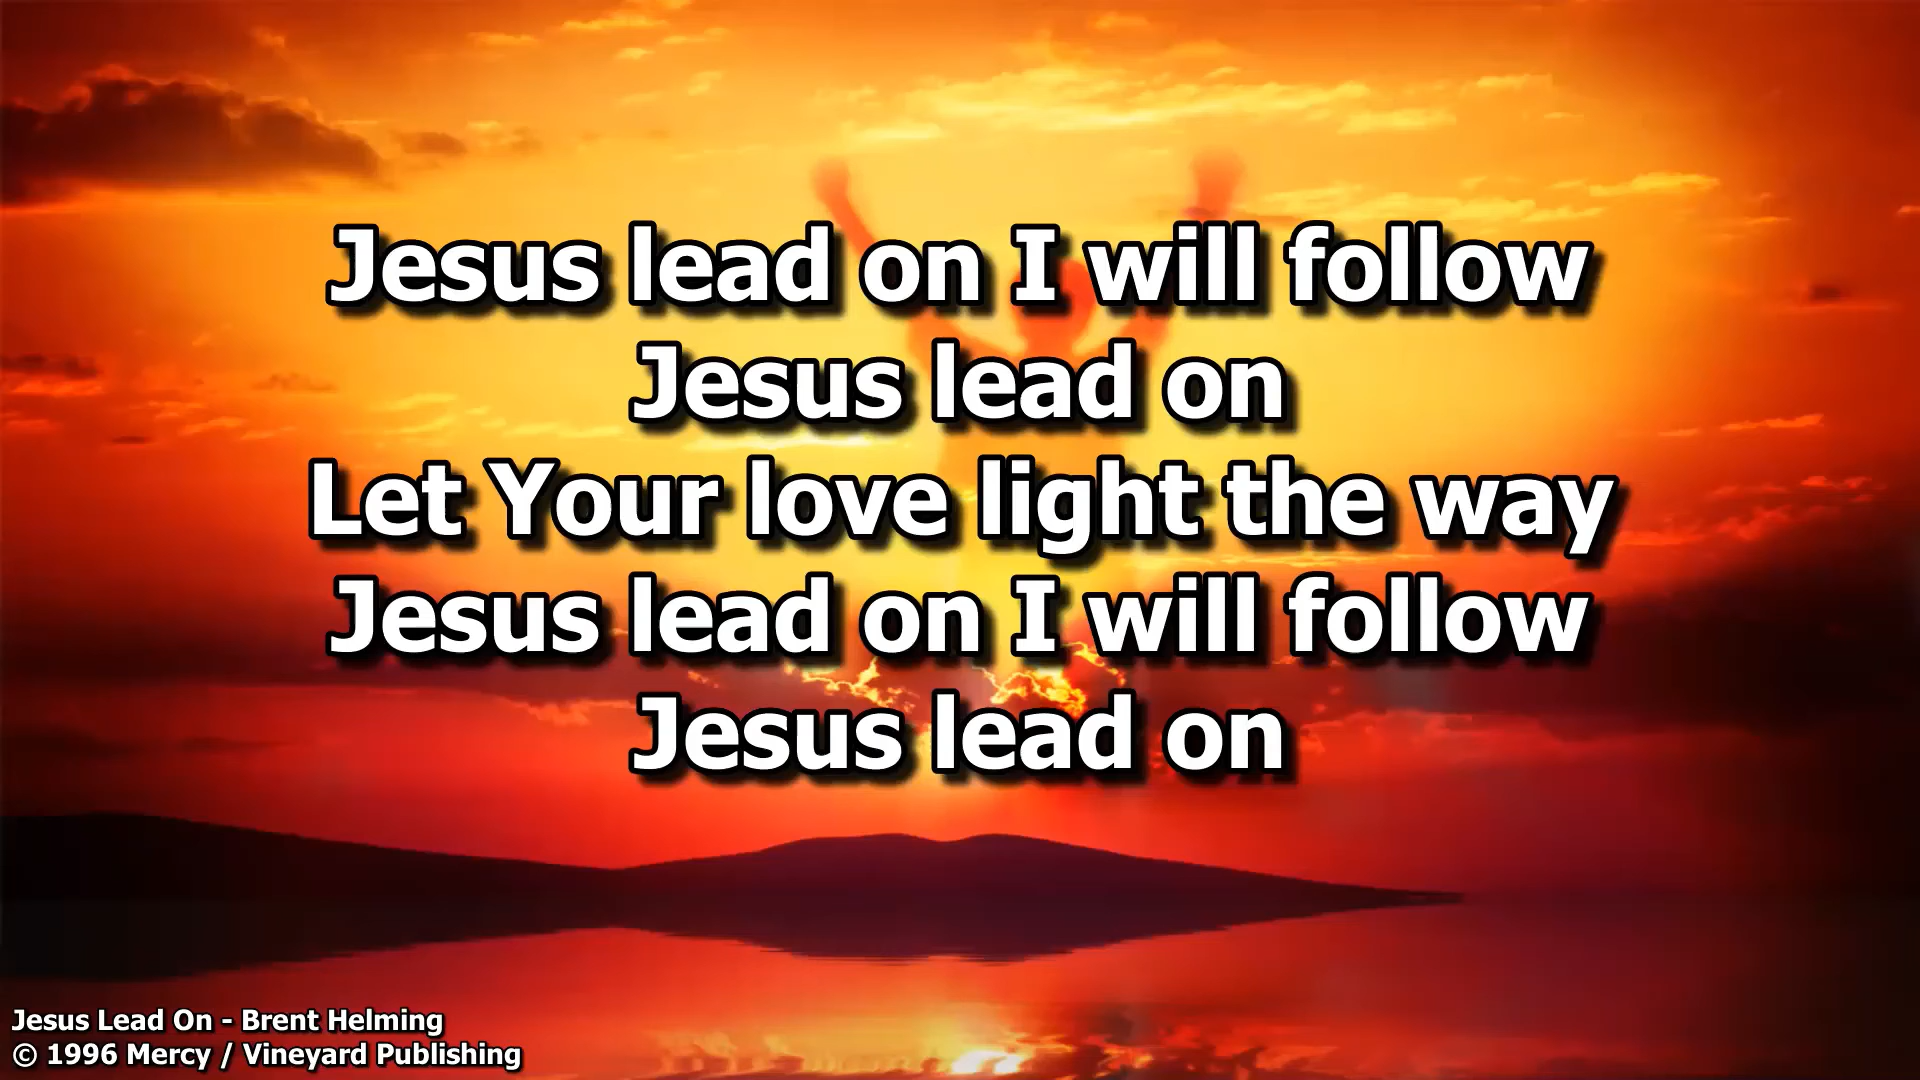 Jesus lead on I will follow
Jesus lead on
Let Your love light the way
Jesus lead on I will follow
Jesus lead on
Jesus Lead On - Brent Helming
© 1996 Mercy / Vineyard Publishing